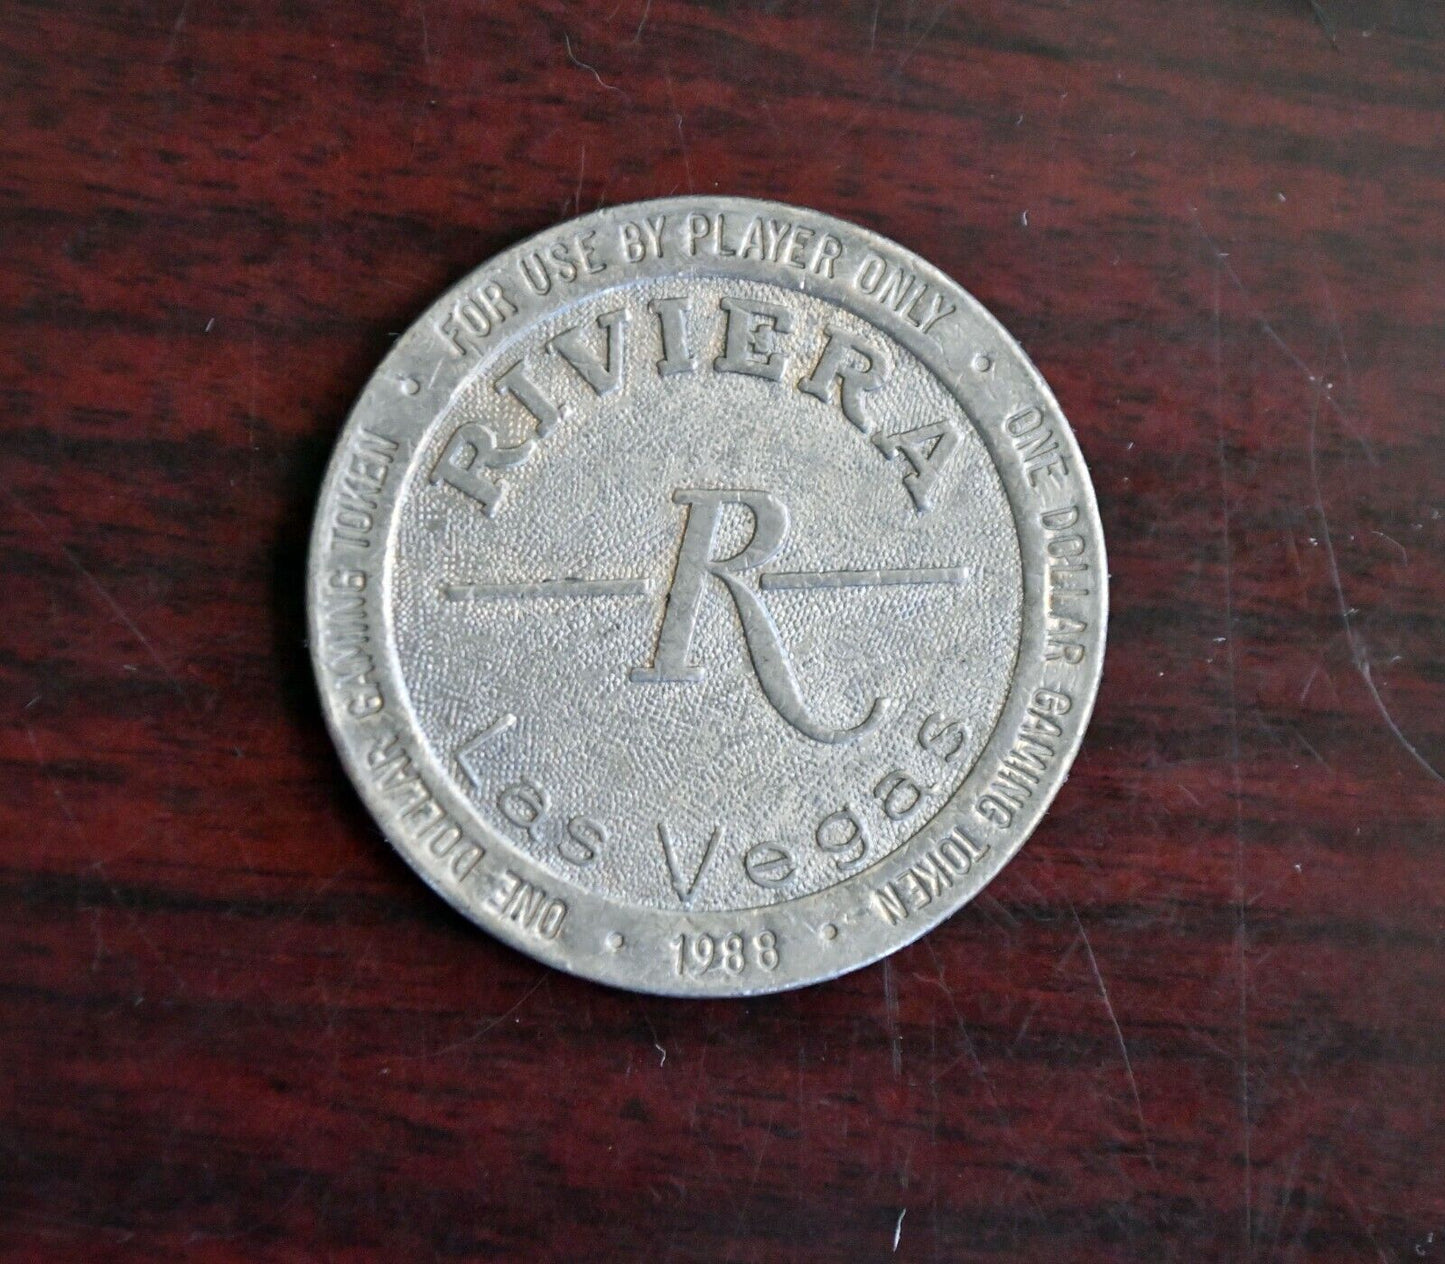 FOR USE BY PLAYER ONLY
ONE DOLLAR GAMING TOKEN
1988
ONE DOLLAR GAMING TOKEN
RIVIERA
R
Las Vegas